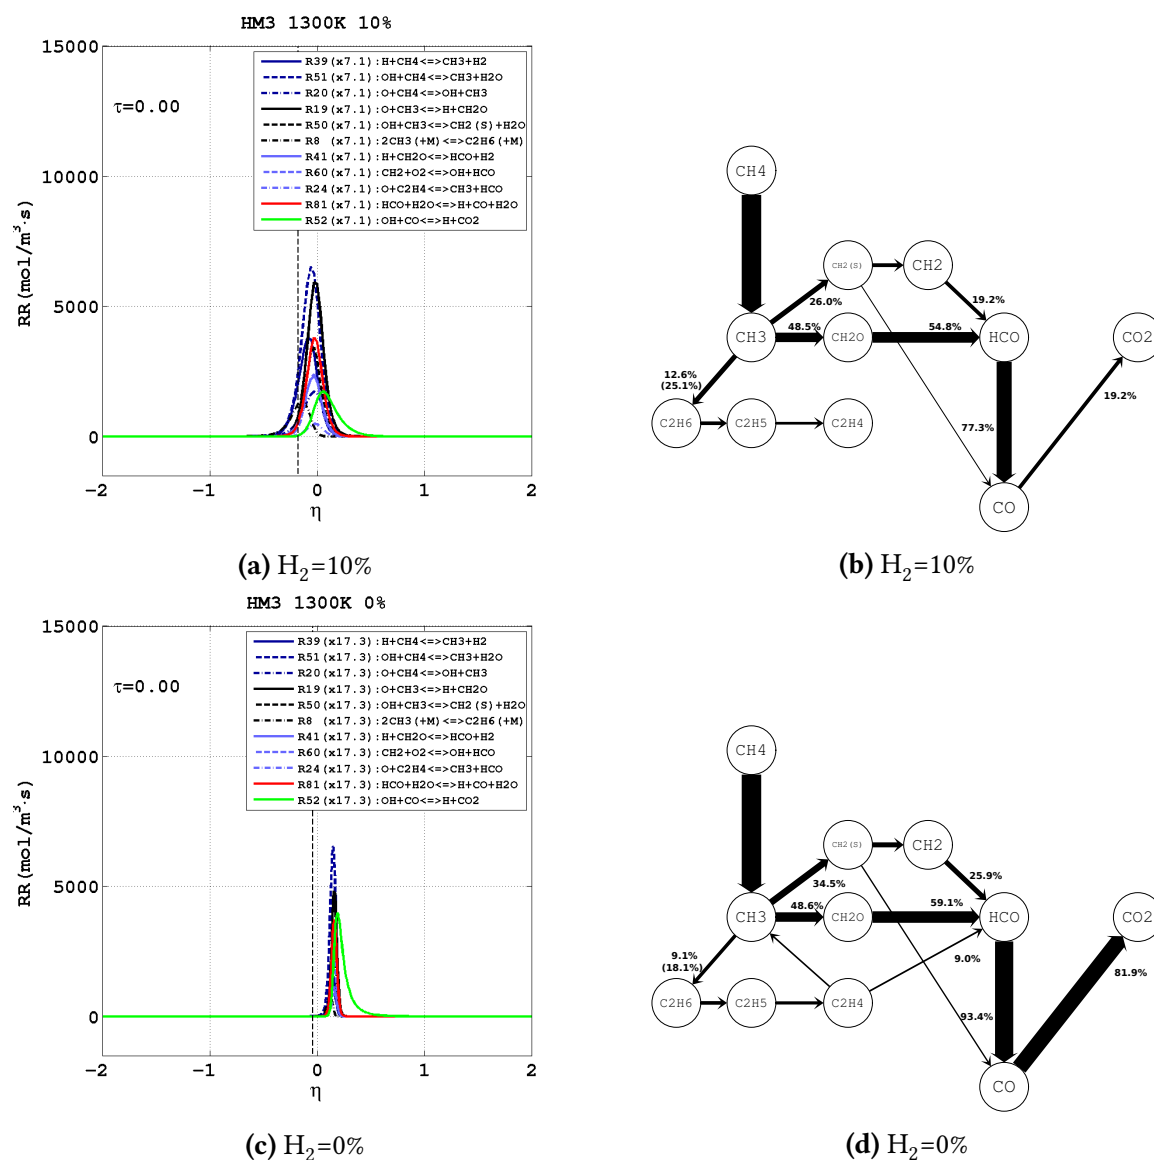 HM3 1300K 10%
15000
10000
5000
0
RR(mol/m³·s)
τ=0.00
R39(x7.1):H+CH4<=>CH3+H2
R51(x7.1):OH+CH4<=>CH3+H2O
R20(x7.1):O+CH4<=>OH+CH3
R19(x7.1):O+CH3<=>H+CH2O
R50(x7.1):OH+CH3<=>CH2(S)+H2O
R8 (x7.1):2CH3(+M)<=>C2H6(+M)
R41(x7.1):H+CH2O<=>HCO+H2
R60(x7.1):CH2+O2<=>OH+HCO
R24(x7.1):O+C2H4<=>CH3+HCO
R81(x7.1):HCO+H2O<=>H+CO+H2O
R52(x7.1):OH+CO<=>H+CO2
−2 −1 0 1 2
η
(a) H₂=10%
CH4
CH2(S) CH2
26.0% 19.2%
CH3 48.5% CH2O 54.8% HCO CO2
12.6%
(25.1%)
19.2%
C2H6 C2H5 C2H4
77.3%
CO
(b) H₂=10%
HM3 1300K 0%
15000
10000
5000
0
RR(mol/m³·s)
τ=0.00
R39(x17.3):H+CH4<=>CH3+H2
R51(x17.3):OH+CH4<=>CH3+H2O
R20(x17.3):O+CH4<=>OH+CH3
R19(x17.3):O+CH3<=>H+CH2O
R50(x17.3):OH+CH3<=>CH2(S)+H2O
R8 (x17.3):2CH3(+M)<=>C2H6(+M)
R41(x17.3):H+CH2O<=>HCO+H2
R60(x17.3):CH2+O2<=>OH+HCO
R24(x17.3):O+C2H4<=>CH3+HCO
R81(x17.3):HCO+H2O<=>H+CO+H2O
R52(x17.3):OH+CO<=>H+CO2
−2 −1 0 1 2
η
(c) H₂=0%
CH4
CH2(S) CH2
34.5% 25.9%
CH3 48.6% CH2O 59.1% HCO CO2
9.1%
(18.1%)
9.0%
81.9%
C2H6 C2H5 C2H4
93.4%
CO
(d) H₂=0%